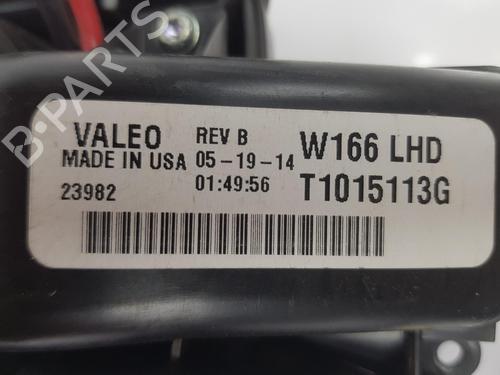 B-PARTS
VALEO REV B W166 LHD
MADE IN USA 05-19-14 T1015113G
23982 01:49:56